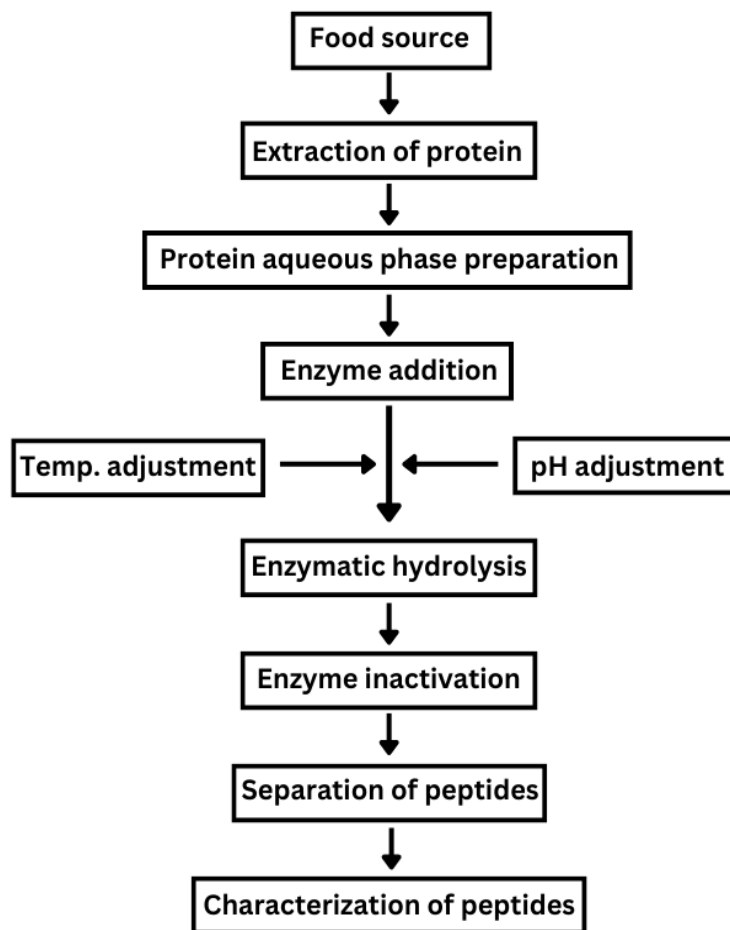 Food source
Extraction of protein
Protein aqueous phase preparation
Enzyme addition
Temp. adjustment
pH adjustment
Enzymatic hydrolysis
Enzyme inactivation
Separation of peptides
Characterization of peptides